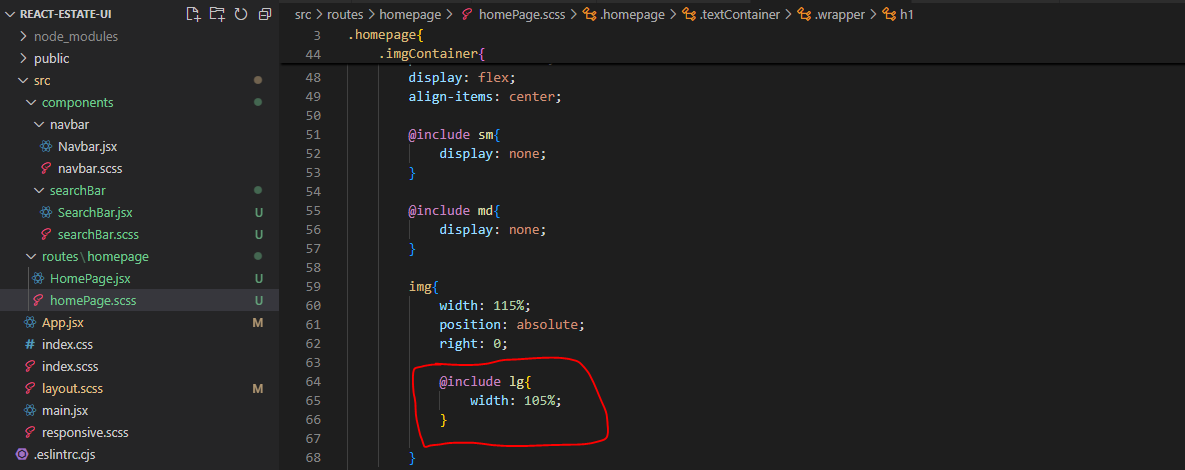 REACT-ESTATE-UI
node_modules
public
src
components
navbar
Navbar.jsx
navbar.scss
searchBar
SearchBar.jsx U
searchBar.scss U
routes\homepage
HomePage.jsx U
homePage.scss U
App.jsx M
index.css
index.scss
layout.scss M
main.jsx
responsive.scss
.eslintrc.cjs
src > routes > homepage > homePage.scss > .homepage > .textContainer > .wrapper > h1
3 .homepage{
44 .imgContainer{
48 display: flex;
49 align-items: center;
50
51 @include sm{
52 display: none;
53 }
54
55 @include md{
56 display: none;
57 }
58
59 img{
60 width: 115%;
61 position: absolute;
62 right: 0;
63
64 @include lg{
65 width: 105%;
66 }
67
68 }